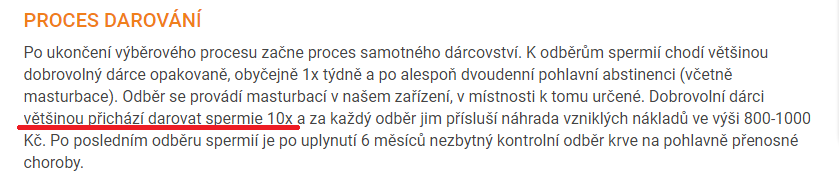 PROCES DAROVÁNÍ
Po ukončení výběrového procesu začne proces samotného dárcovství. K odběrům spermií chodí většinou
dobrovolný dárce opakovaně, obyčejně 1x týdně a po alespoň dvoudenní pohlavní abstinenci (včetně
masturbace). Odběr se provádí masturbací v našem zařízení, v místnosti k tomu určené. Dobrovolní dárci
většinou přichází darovat spermie 10x a za každý odběr jim přísluší náhrada vzniklých nákladů ve výši 800-1000
Kč. Po posledním odběru spermií je po uplynutí 6 měsíců nezbytný kontrolní odběr krve na pohlavně přenosné
choroby.